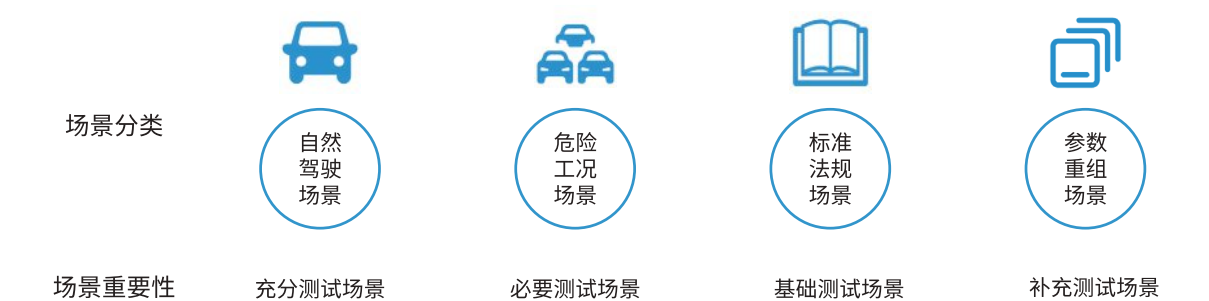 场景分类
自然
驾驶
场景
危险
工况
场景
标准
法规
场景
参数
重组
场景
场景重要性
充分测试场景
必要测试场景
基础测试场景
补充测试场景